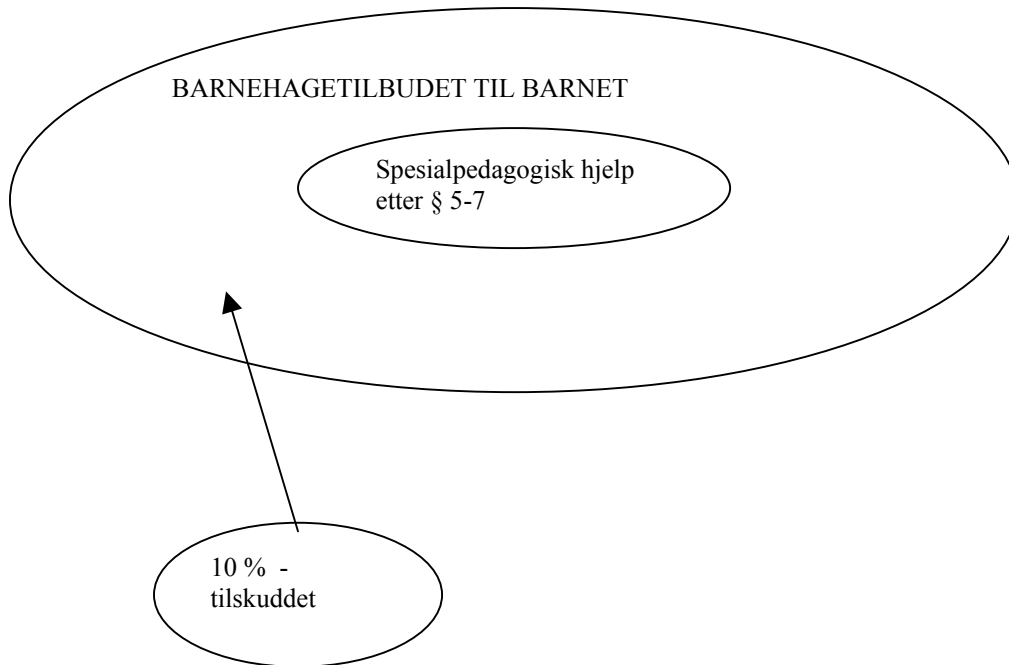 BARNEHAGETILBUDET TIL BARNET
Spesialpedagogisk hjelp
etter § 5-7
10 % -
tilskuddet